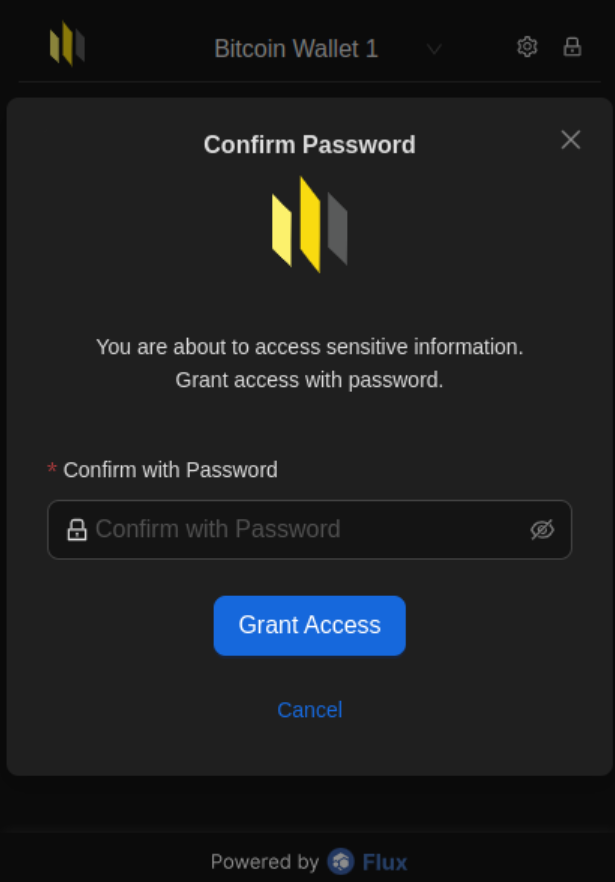 Bitcoin Wallet 1
Confirm Password
You are about to access sensitive information.
Grant access with password.
* Confirm with Password
Confirm with Password
Grant Access
Cancel
Powered by Flux